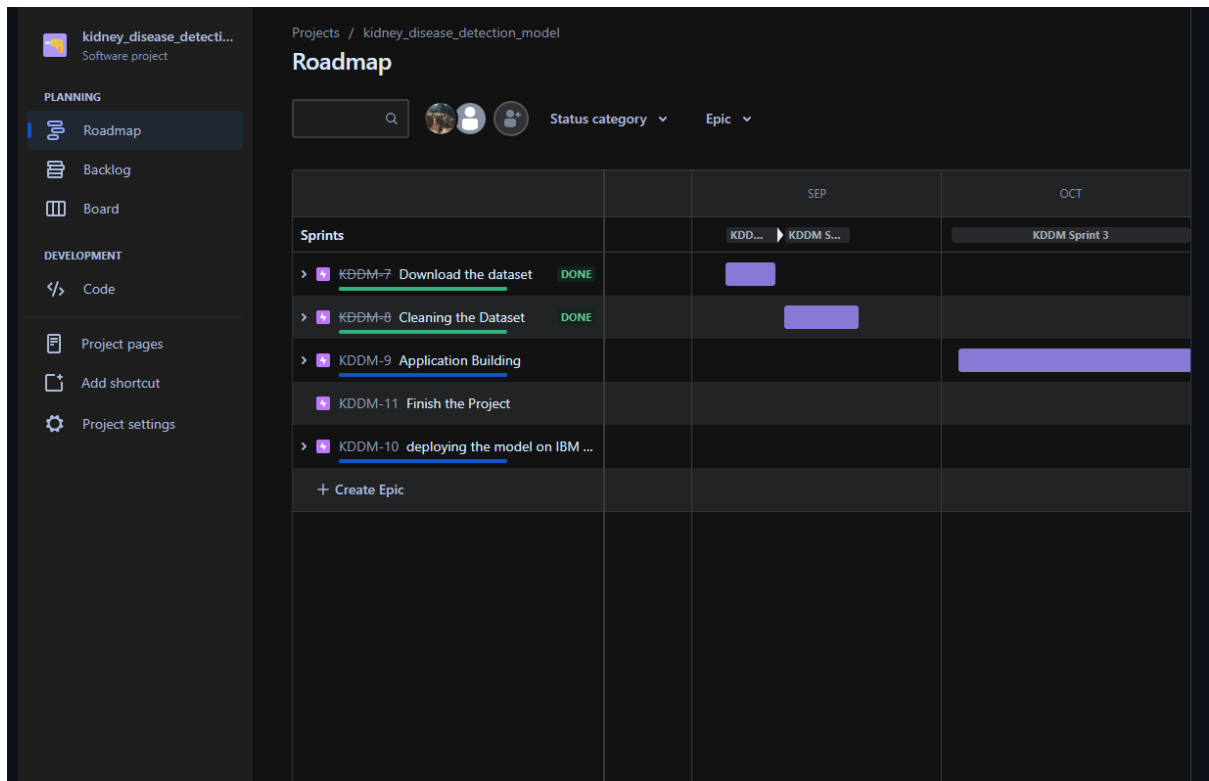 kidney_disease_detecti...
Software project
PLANNING
Roadmap
Backlog
Board
DEVELOPMENT
Code
Project pages
Add shortcut
Project settings
Projects / kidney_disease_detection_model
Roadmap
Status category
Epic
SEP
OCT
Sprints
KDD...
KDDM S...
KDDM Sprint 3
KDDM-7 Download the dataset DONE
KDDM-8 Cleaning the Dataset DONE
KDDM-9 Application Building
KDDM-11 Finish the Project
KDDM-10 deploying the model on IBM ...
+ Create Epic